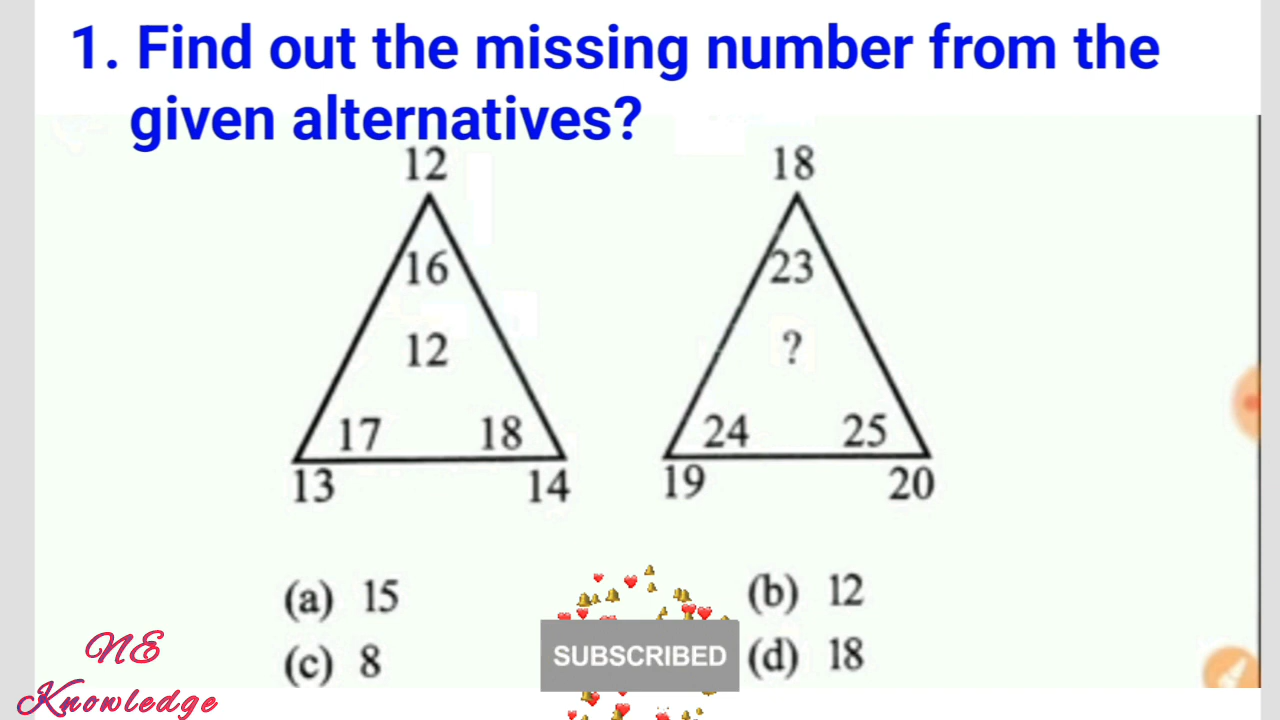 1. Find out the missing number from the
given alternatives?
12
16
12
17 18
13 14
18
23
?
24 25
19 20
(a) 15 (b) 12
(c) 8 (d) 18
SUBSCRIBED
NE
Knowledge